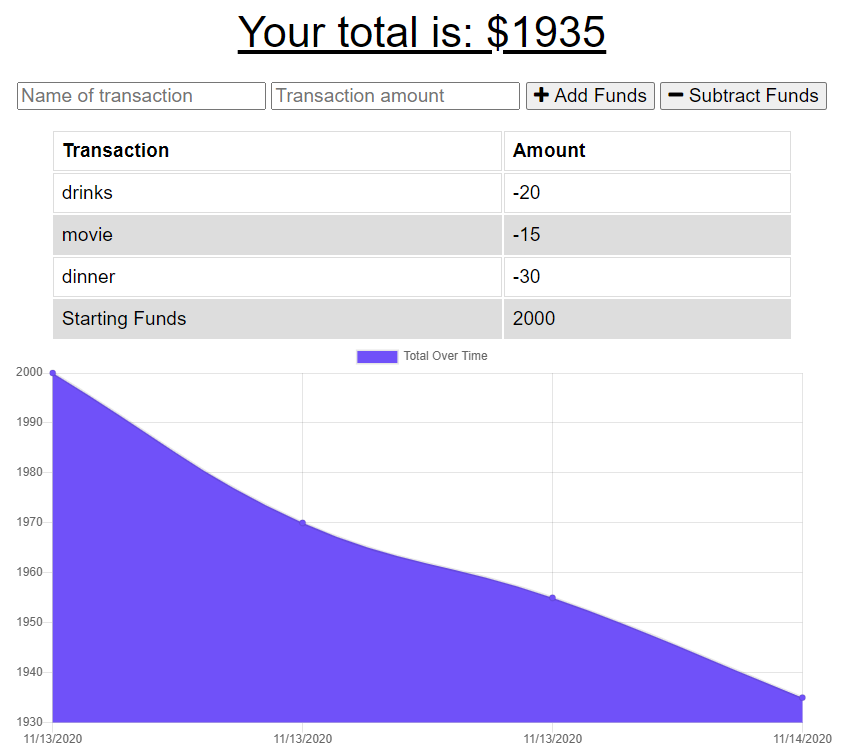 Your total is: $1935
Name of transaction Transaction amount Add Funds Subtract Funds
Transaction Amount
drinks -20
movie -15
dinner -30
Starting Funds 2000
Total Over Time
2000
1990
1980
1970
1960
1950
1940
1930
11/13/2020 11/13/2020 11/13/2020 11/14/2020